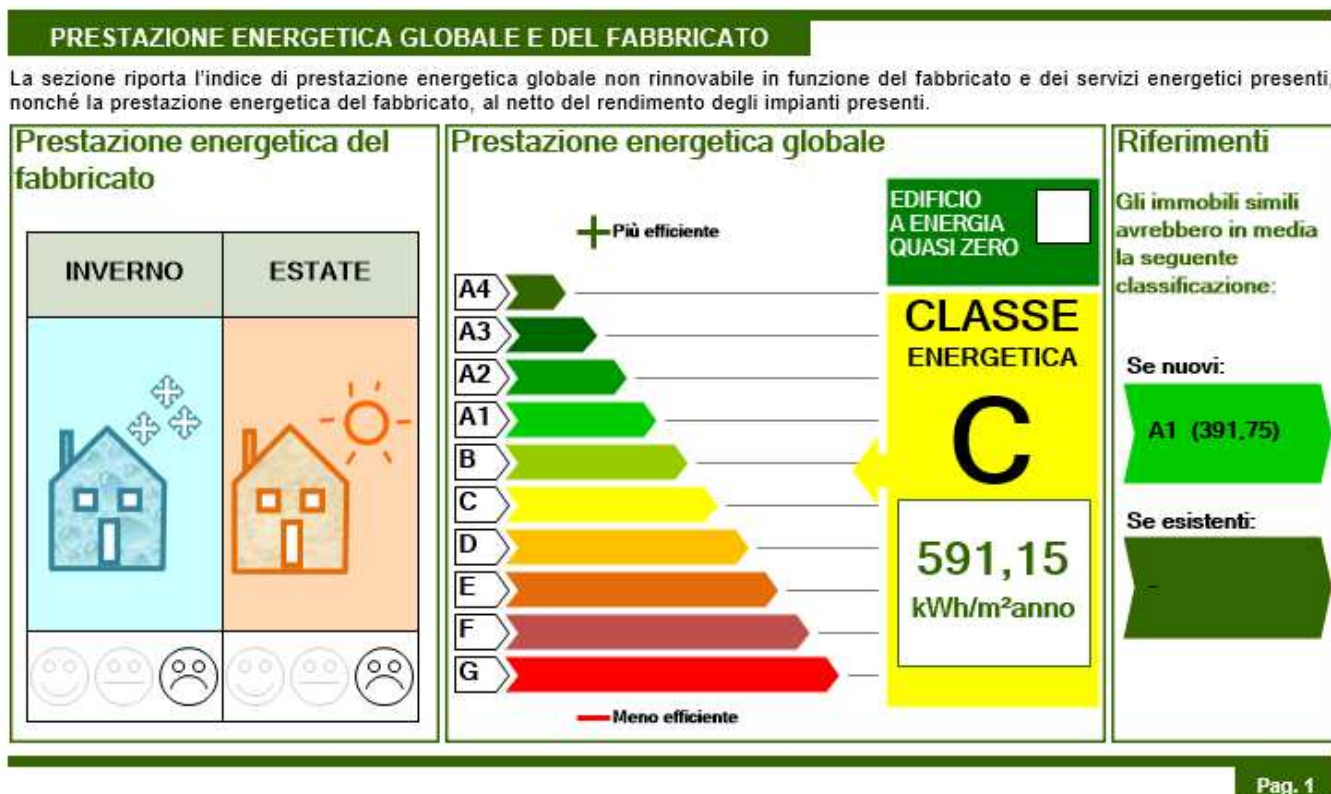 PRESTAZIONE ENERGETICA GLOBALE E DEL FABBRICATO
La sezione riporta l'indice di prestazione energetica globale non rinnovabile in funzione del fabbricato e dei servizi energetici presenti,
nonché la prestazione energetica del fabbricato, al netto del rendimento degli impianti presenti.
Prestazione energetica del
fabbricato
INVERNO
ESTATE
Prestazione energetica globale
Più efficiente
A4
A3
A2
A1
B
C
D
E
F
G
Meno efficiente
EDIFICIO
A ENERGIA
QUASI ZERO
CLASSE
ENERGETICA
C
591,15
kWh/m²anno
Riferimenti
Gli immobili simili
avrebbero in media
la seguente
classificazione:
Se nuovi:
A1 (391,75)
Se esistenti:
-
Pag. 1